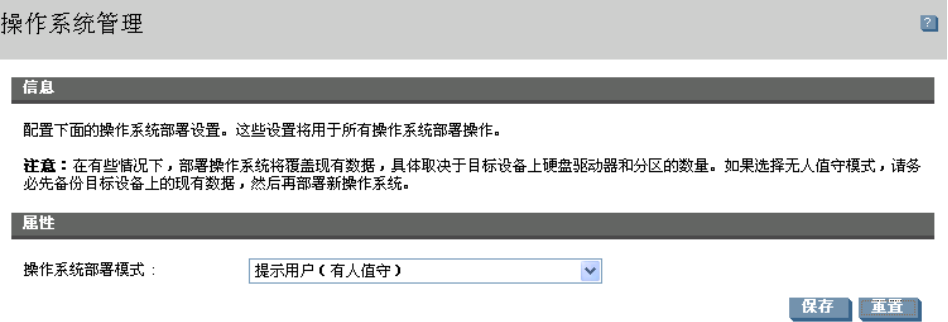 操作系统管理
?
信息
配置下面的操作系统部署设置。这些设置将用于所有操作系统部署操作。
注意：在有些情况下，部署操作系统将覆盖现有数据，具体取决于目标设备上硬盘驱动器和分区的数量。如果选择无人值守模式，请务
必先备份目标设备上的现有数据，然后再部署新操作系统。
属性
操作系统部署模式： 提示用户（有人值守）
保存 重置